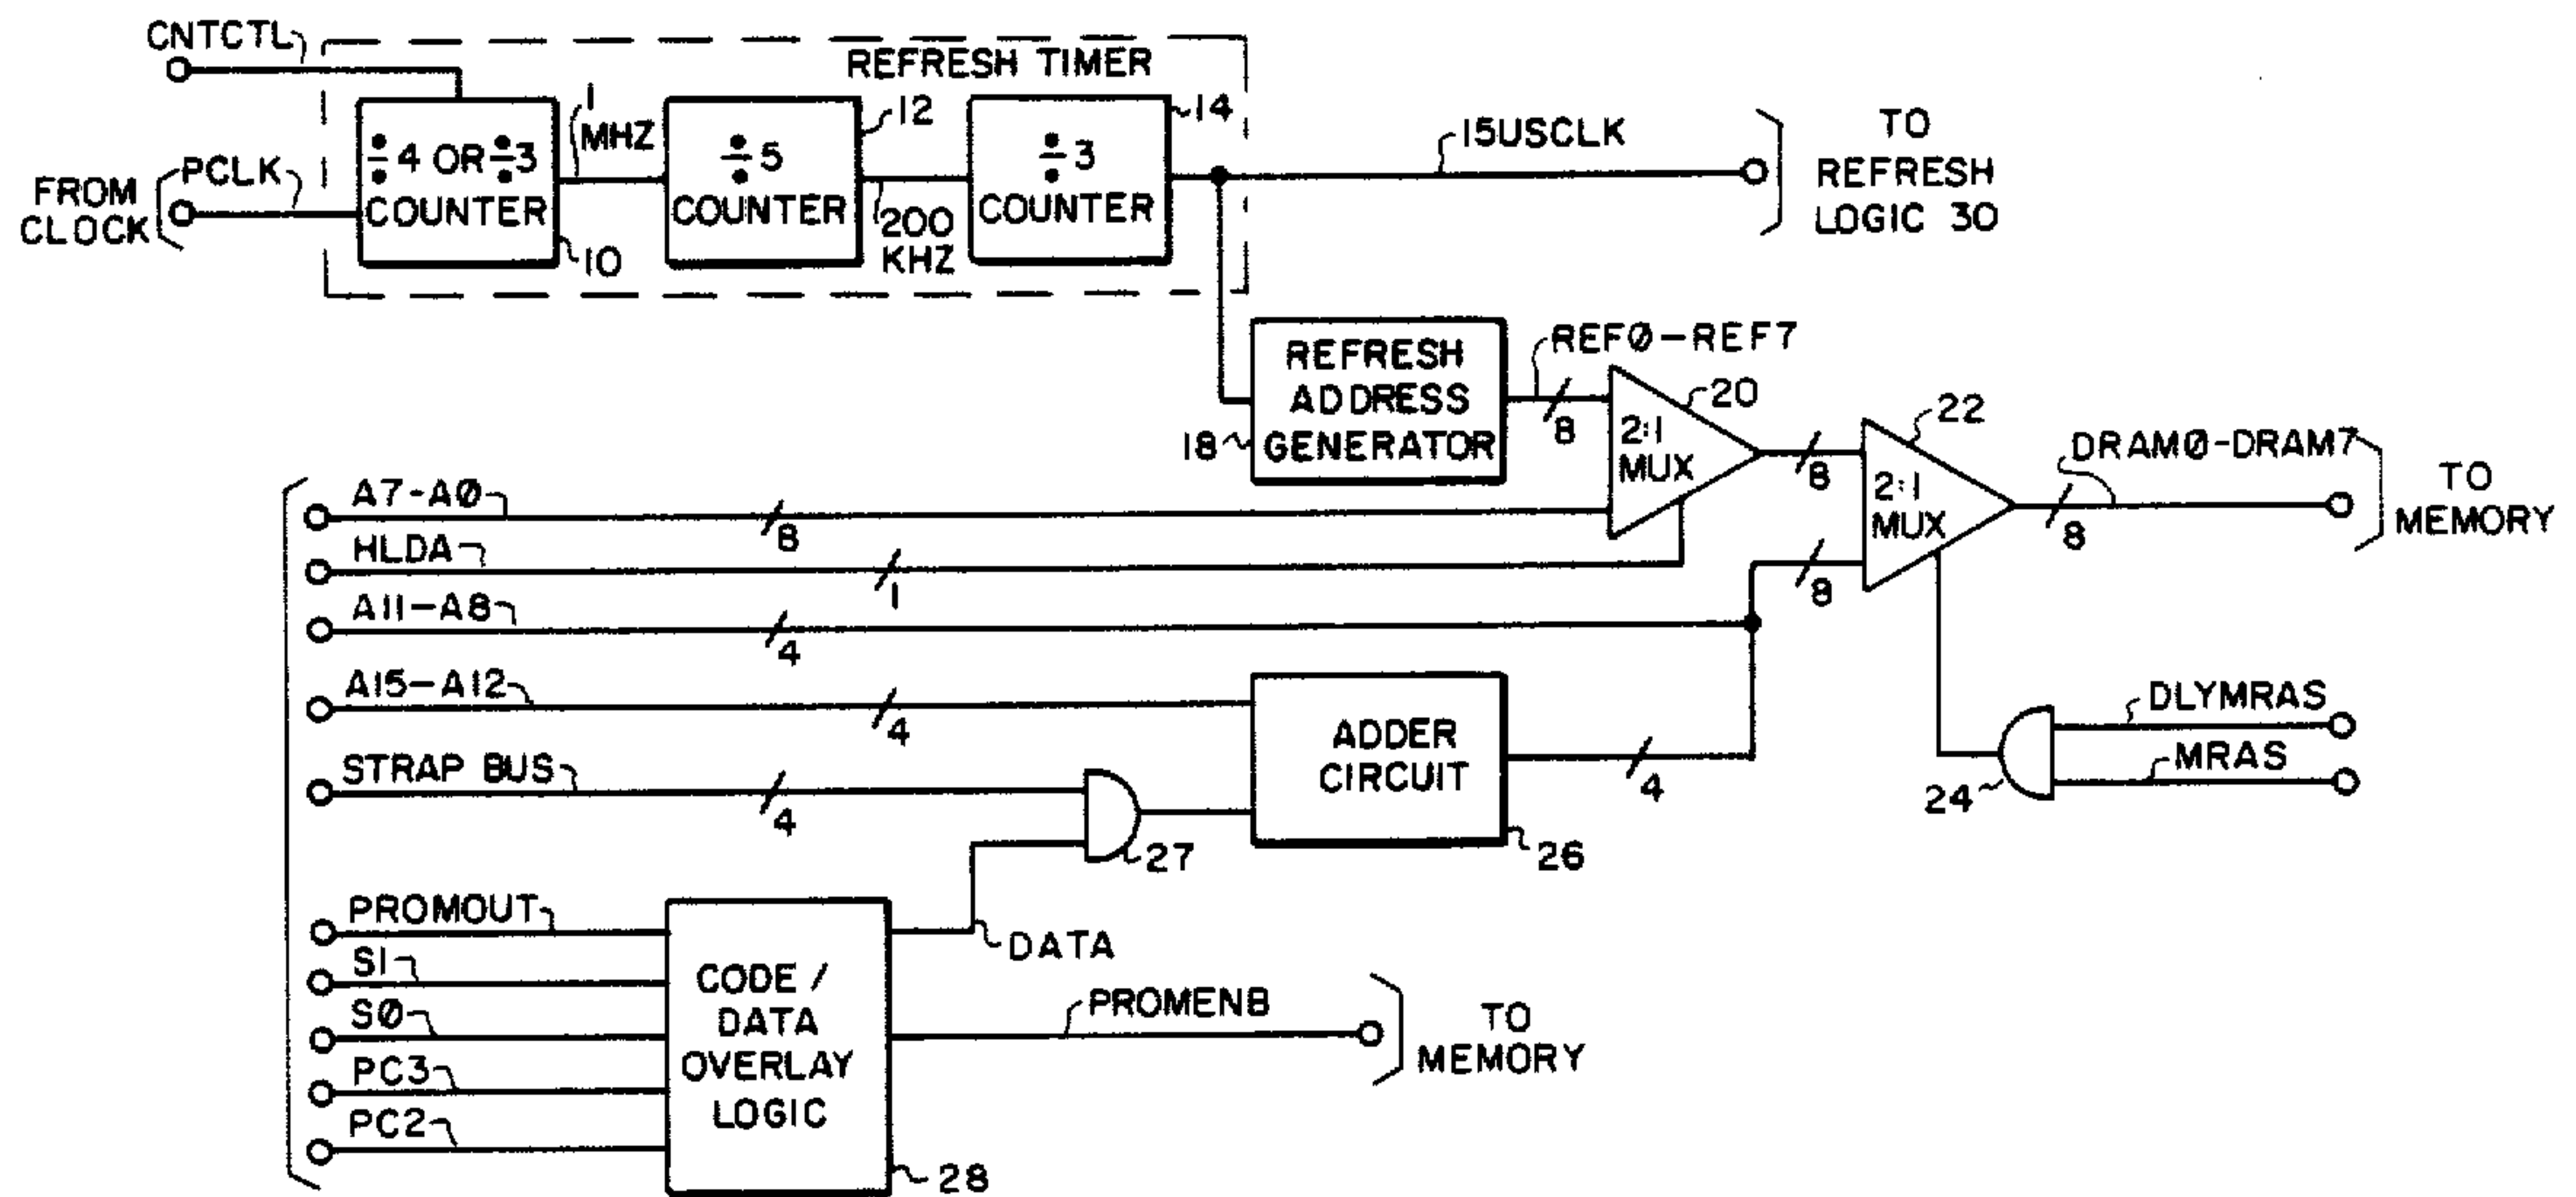 CNTCTL
REFRESH TIMER
FROM
CLOCK
PCLK
÷4 OR ÷3
COUNTER
10
1
MHZ
÷5
COUNTER
12
200
KHZ
÷3
COUNTER
14
15USCLK
TO
REFRESH
LOGIC 30
REFRESH
ADDRESS
GENERATOR
18
REF0-REF7
8
2:1
MUX
20
8
2:1
MUX
22
DRAM0-DRAM7
8
TO
MEMORY
A7-A0
8
HLDA
1
A11-A8
4
8
A15-A12
4
STRAP BUS
4
27
ADDER
CIRCUIT
26
4
DLYMRAS
MRAS
24
PROMOUT
S1
S0
PC3
PC2
CODE /
DATA
OVERLAY
LOGIC
28
DATA
PROMENB
TO
MEMORY